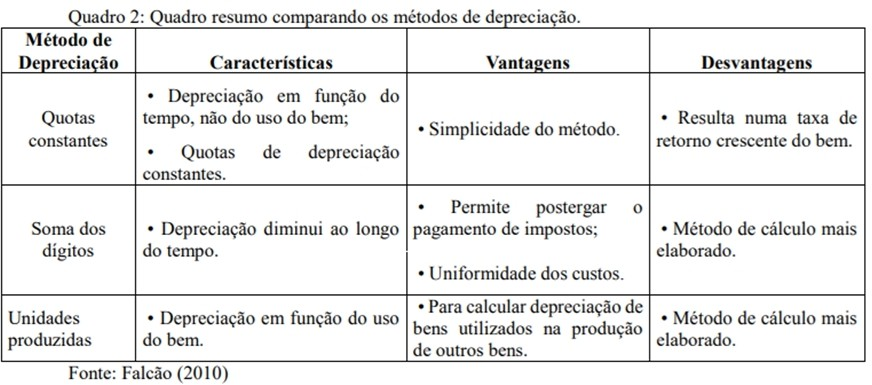 Quadro 2: Quadro resumo comparando os métodos de depreciação.
Método de
Depreciação
Características
Vantagens
Desvantagens
Quotas
constantes
• Depreciação em função do
tempo, não do uso do bem;
• Quotas de depreciação
constantes.
• Simplicidade do método.
• Resulta numa taxa de
retorno crescente do bem.
Soma dos
dígitos
• Depreciação diminui ao longo
do tempo.
• Permite postergar o
pagamento de impostos;
• Uniformidade dos custos.
• Método de cálculo mais
elaborado.
Unidades
produzidas
• Depreciação em função do uso
do bem.
• Para calcular depreciação de
bens utilizados na produção
de outros bens.
• Método de cálculo mais
elaborado.
Fonte: Falcão (2010)